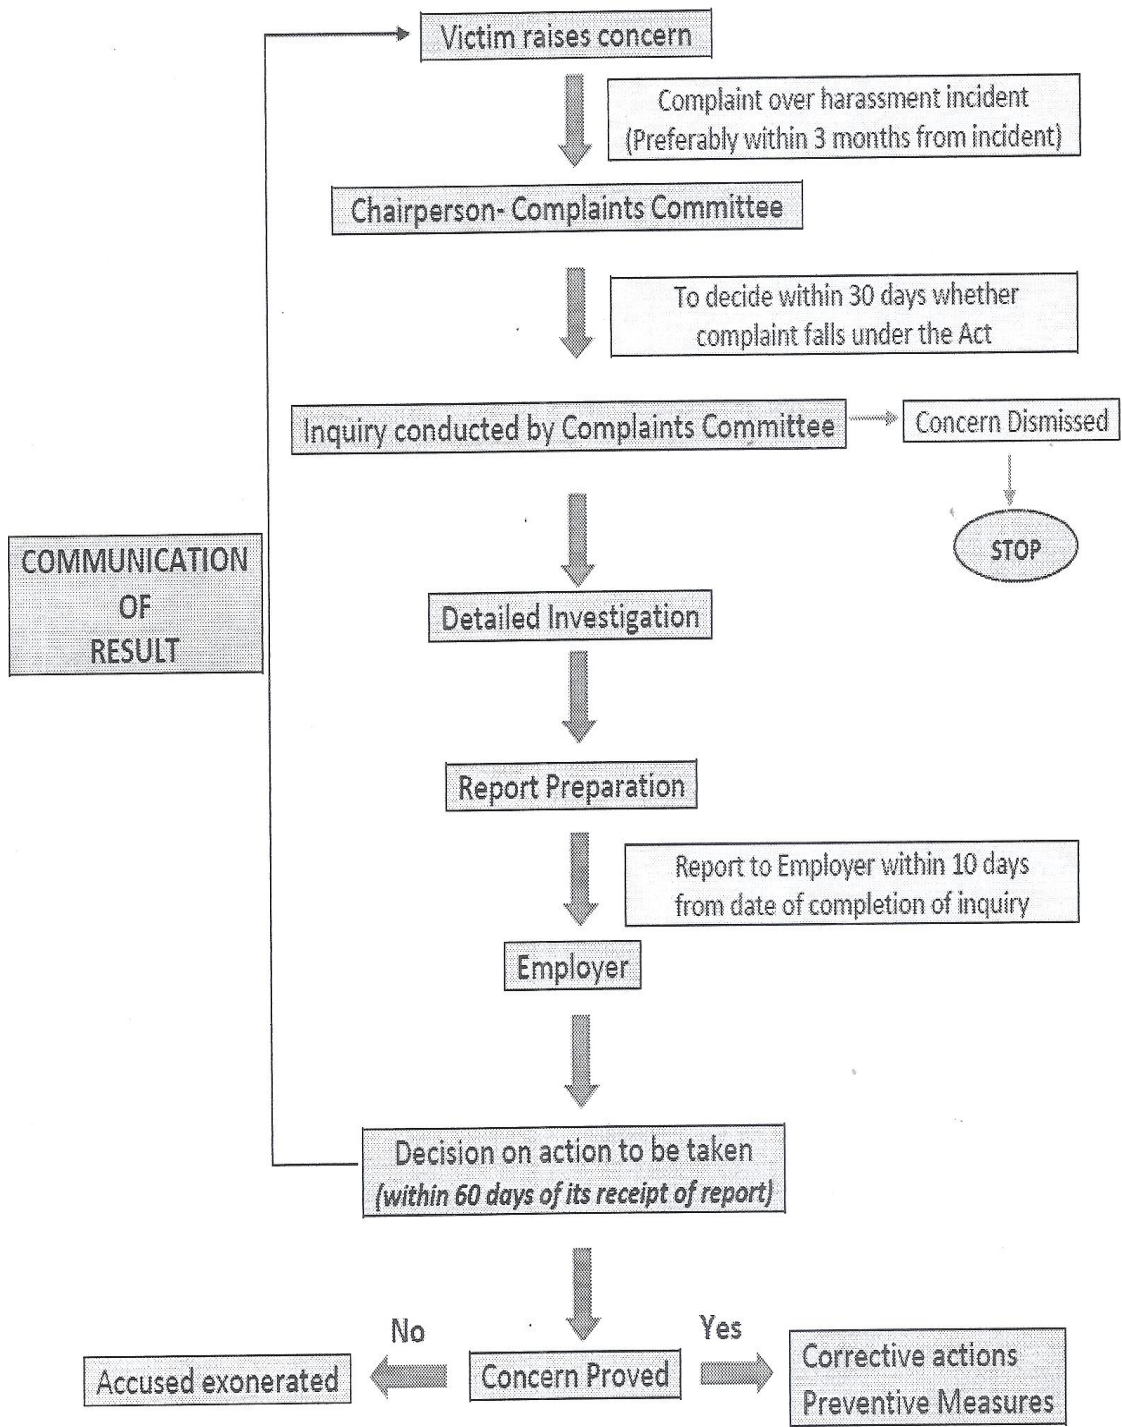 Victim raises concern
Complaint over harassment incident
(Preferably within 3 months from incident)
Chairperson- Complaints Committee
To decide within 30 days whether
complaint falls under the Act
Inquiry conducted by Complaints Committee
Concern Dismissed
STOP
COMMUNICATION
OF
RESULT
Detailed Investigation
Report Preparation
Report to Employer within 10 days
from date of completion of inquiry
Employer
Decision on action to be taken
(within 60 days of its receipt of report)
No
Yes
Accused exonerated
Concern Proved
Corrective actions
Preventive Measures